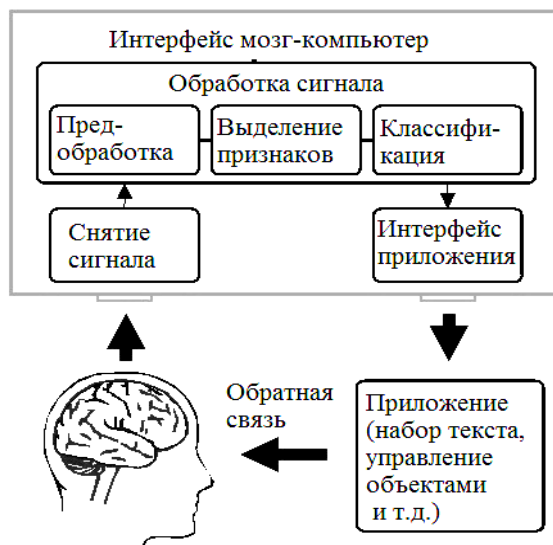 Интерфейс мозг-компьютер
Обработка сигнала
Пред-
обработка
Выделение
признаков
Классифи-
кация
Снятие
сигнала
Интерфейс
приложения
Обратная
связь
Приложение
(набор текста,
управление
объектами
и т.д.)